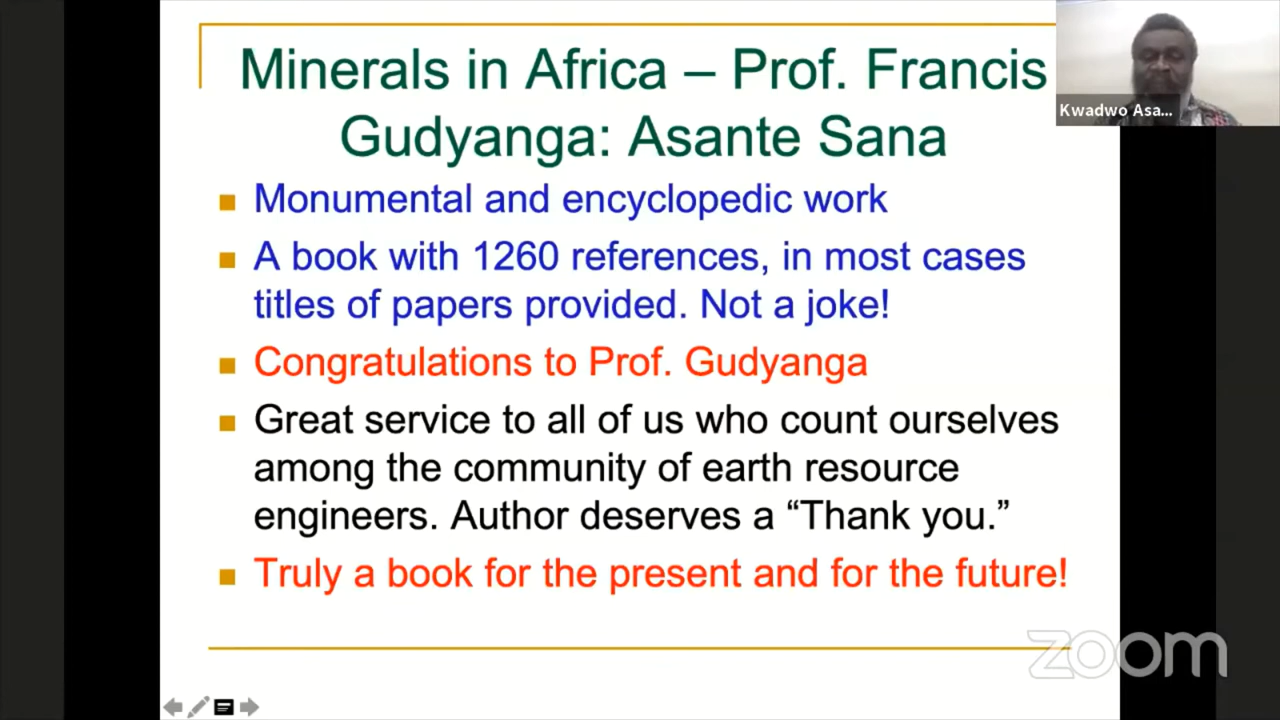 Minerals in Africa – Prof. Francis
Gudyanga: Asante Sana
Monumental and encyclopedic work
A book with 1260 references, in most cases
titles of papers provided. Not a joke!
Congratulations to Prof. Gudyanga
Great service to all of us who count ourselves
among the community of earth resource
engineers. Author deserves a “Thank you.”
Truly a book for the present and for the future!
Kwadwo Asa...
zoom